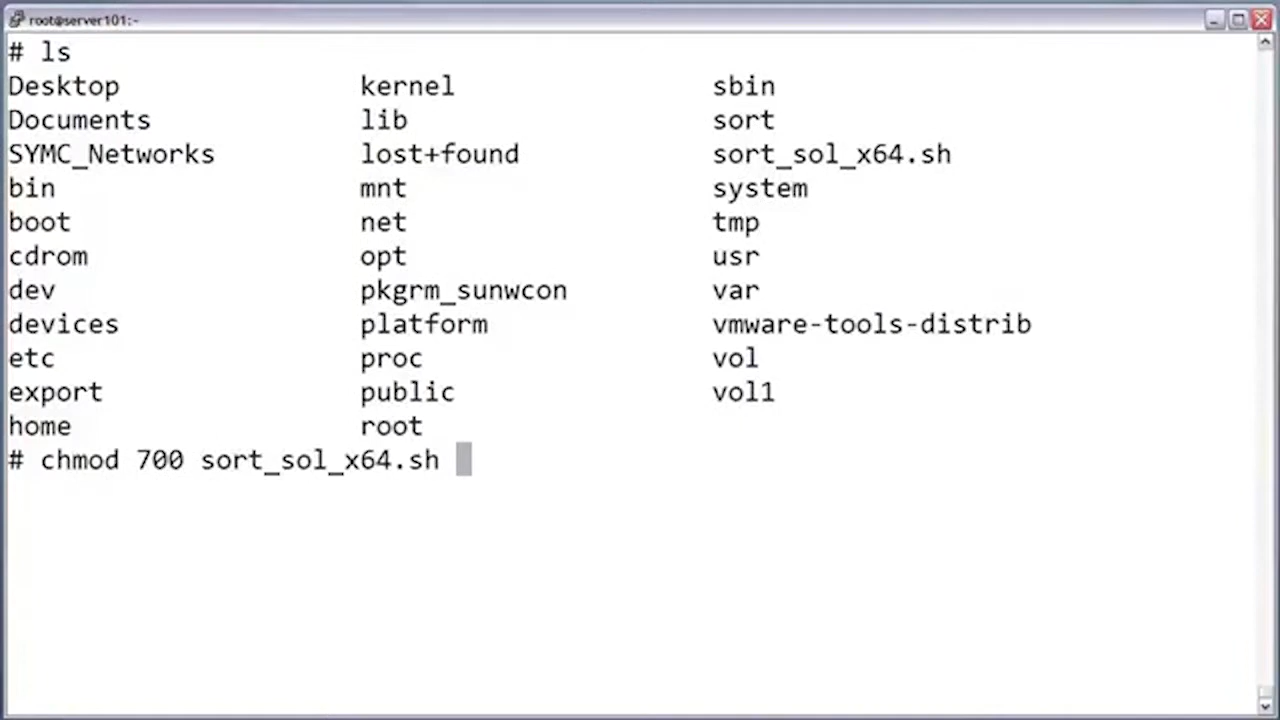 root@server101:~
# ls
Desktop kernel sbin
Documents lib sort
SYMC_Networks lost+found sort_sol_x64.sh
bin mnt system
boot net tmp
cdrom opt usr
dev pkgrm_sunwcon var
devices platform vmware-tools-distrib
etc proc vol
export public vol1
home root
# chmod 700 sort_sol_x64.sh